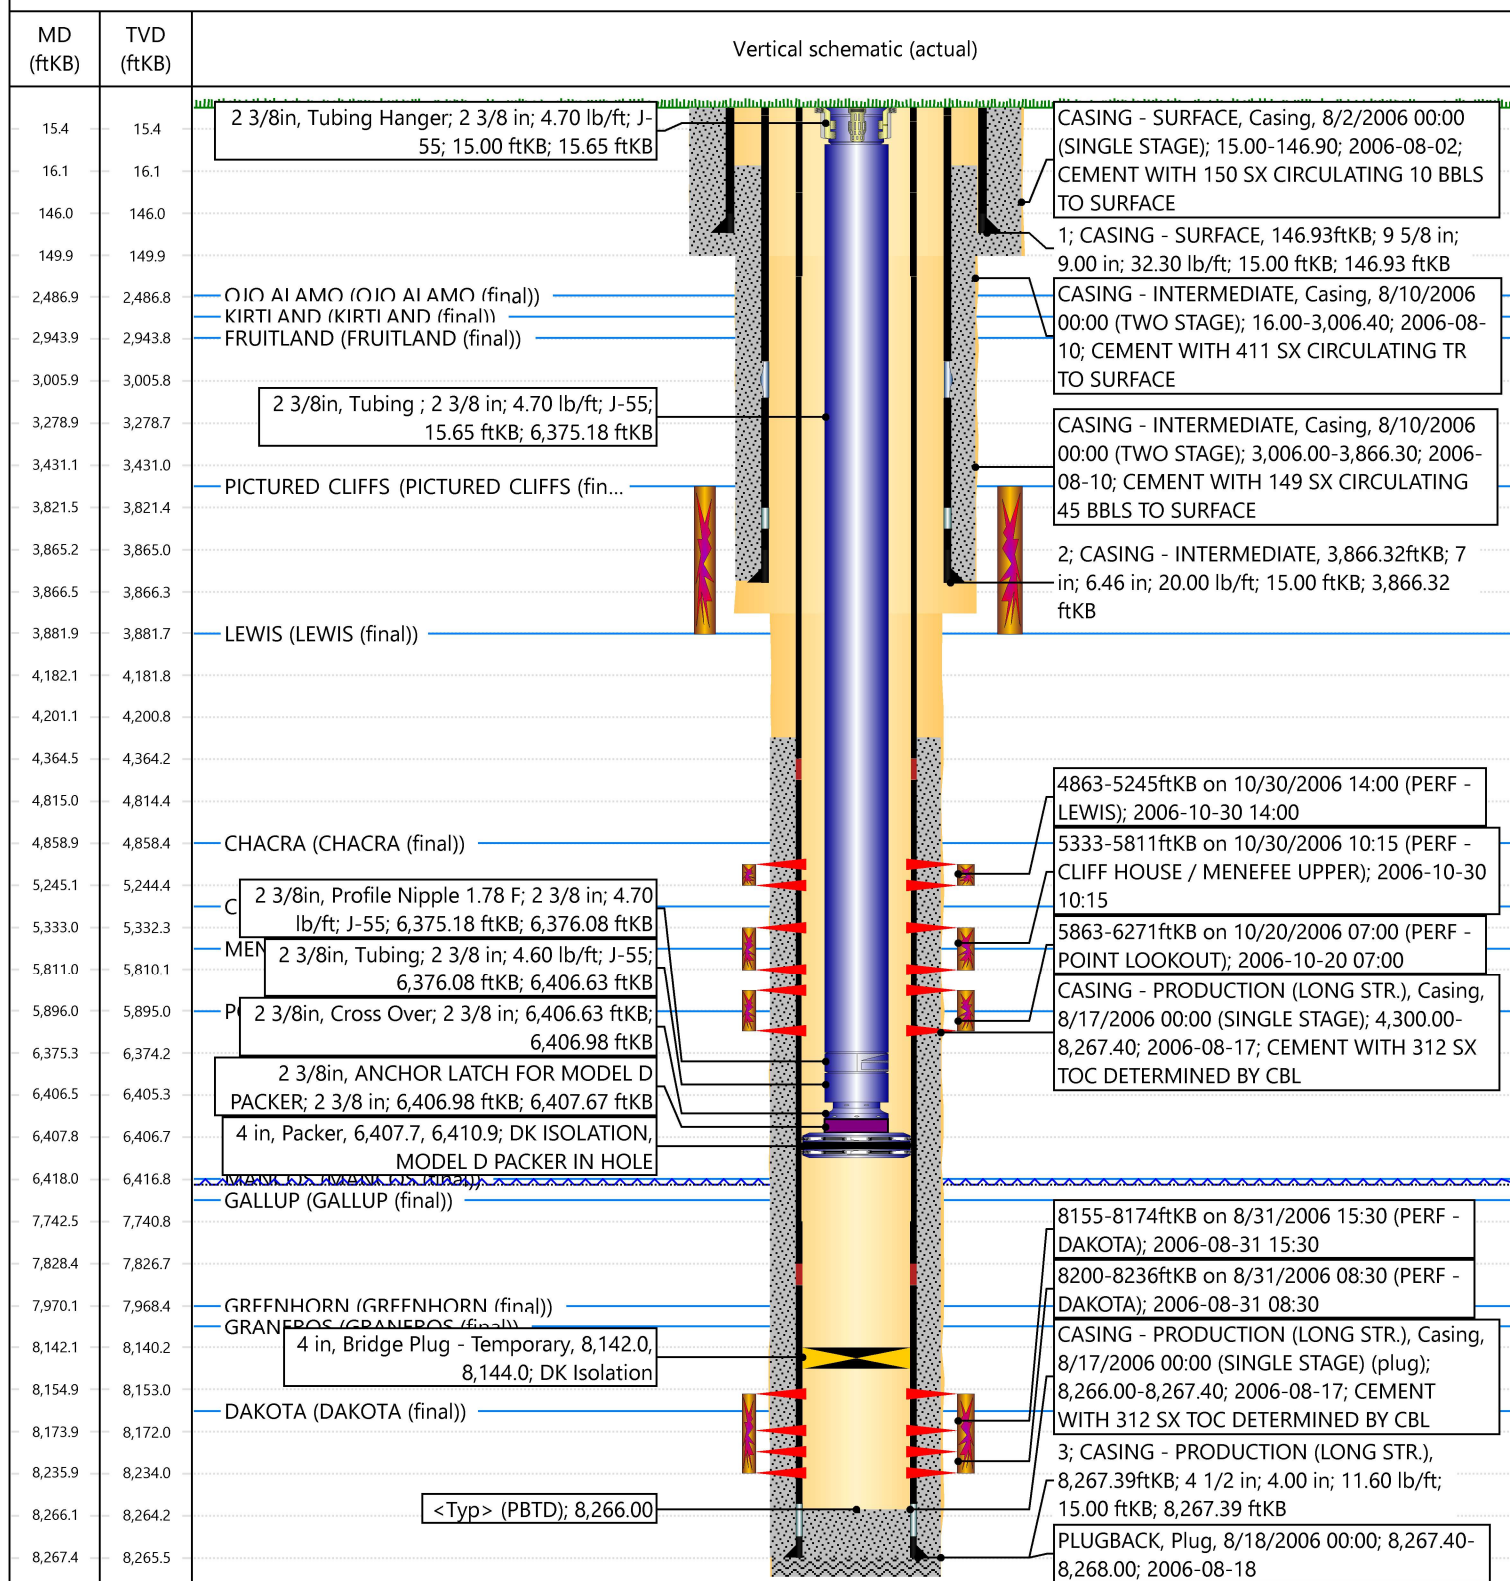 MD
(ftKB)
TVD
(ftKB)
Vertical schematic (actual)
15.4 15.4
16.1 16.1
146.0 146.0
149.9 149.9
2,486.9 2,486.8
2,943.9 2,943.8
3,005.9 3,005.8
3,278.9 3,278.7
3,431.1 3,431.0
3,821.5 3,821.4
3,865.2 3,865.0
3,866.5 3,866.3
3,881.9 3,881.7
4,182.1 4,181.8
4,201.1 4,200.8
4,364.5 4,364.2
4,815.0 4,814.4
4,858.9 4,858.4
5,245.1 5,244.4
5,333.0 5,332.3
5,811.0 5,810.1
5,896.0 5,895.0
6,375.3 6,374.2
6,406.5 6,405.3
6,407.8 6,406.7
6,418.0 6,416.8
7,742.5 7,740.8
7,828.4 7,826.7
7,970.1 7,968.4
8,142.1 8,140.2
8,154.9 8,153.0
8,173.9 8,172.0
8,235.9 8,234.0
8,266.1 8,264.2
8,267.4 8,265.5
2 3/8in, Tubing Hanger; 2 3/8 in; 4.70 lb/ft; J-
55; 15.00 ftKB; 15.65 ftKB
OJO ALAMO (OJO ALAMO (final))
KIRTLAND (KIRTLAND (final))
FRUITLAND (FRUITLAND (final))
2 3/8in, Tubing ; 2 3/8 in; 4.70 lb/ft; J-55;
15.65 ftKB; 6,375.18 ftKB
PICTURED CLIFFS (PICTURED CLIFFS (fin...
LEWIS (LEWIS (final))
CHACRA (CHACRA (final))
2 3/8in, Profile Nipple 1.78 F; 2 3/8 in; 4.70
lb/ft; J-55; 6,375.18 ftKB; 6,376.08 ftKB
C
MEN
2 3/8in, Tubing; 2 3/8 in; 4.60 lb/ft; J-55;
6,376.08 ftKB; 6,406.63 ftKB
2 3/8in, Cross Over; 2 3/8 in; 6,406.63 ftKB;
6,406.98 ftKB
2 3/8in, ANCHOR LATCH FOR MODEL D
PACKER; 2 3/8 in; 6,406.98 ftKB; 6,407.67 ftKB
4 in, Packer, 6,407.7, 6,410.9; DK ISOLATION,
MODEL D PACKER IN HOLE
MANCOS (MANCOS (final))
GALLUP (GALLUP (final))
GREENHORN (GREENHORN (final))
GRANEROS (GRANEROS (final))
4 in, Bridge Plug - Temporary, 8,142.0,
8,144.0; DK Isolation
DAKOTA (DAKOTA (final))
<Typ> (PBTD); 8,266.00
CASING - SURFACE, Casing, 8/2/2006 00:00
(SINGLE STAGE); 15.00-146.90; 2006-08-02;
CEMENT WITH 150 SX CIRCULATING 10 BBLS
TO SURFACE
1; CASING - SURFACE, 146.93ftKB; 9 5/8 in;
9.00 in; 32.30 lb/ft; 15.00 ftKB; 146.93 ftKB
CASING - INTERMEDIATE, Casing, 8/10/2006
00:00 (TWO STAGE); 16.00-3,006.40; 2006-08-
10; CEMENT WITH 411 SX CIRCULATING TR
TO SURFACE
CASING - INTERMEDIATE, Casing, 8/10/2006
00:00 (TWO STAGE); 3,006.00-3,866.30; 2006-
08-10; CEMENT WITH 149 SX CIRCULATING
45 BBLS TO SURFACE
2; CASING - INTERMEDIATE, 3,866.32ftKB; 7
in; 6.46 in; 20.00 lb/ft; 15.00 ftKB; 3,866.32
ftKB
4863-5245ftKB on 10/30/2006 14:00 (PERF -
LEWIS); 2006-10-30 14:00
5333-5811ftKB on 10/30/2006 10:15 (PERF -
CLIFF HOUSE / MENEFEE UPPER); 2006-10-30
10:15
5863-6271ftKB on 10/20/2006 07:00 (PERF -
POINT LOOKOUT); 2006-10-20 07:00
CASING - PRODUCTION (LONG STR.), Casing,
8/17/2006 00:00 (SINGLE STAGE); 4,300.00-
8,267.40; 2006-08-17; CEMENT WITH 312 SX
TOC DETERMINED BY CBL
8155-8174ftKB on 8/31/2006 15:30 (PERF -
DAKOTA); 2006-08-31 15:30
8200-8236ftKB on 8/31/2006 08:30 (PERF -
DAKOTA); 2006-08-31 08:30
CASING - PRODUCTION (LONG STR.), Casing,
8/17/2006 00:00 (SINGLE STAGE) (plug);
8,266.00-8,267.40; 2006-08-17; CEMENT
WITH 312 SX TOC DETERMINED BY CBL
3; CASING - PRODUCTION (LONG STR.),
8,267.39ftKB; 4 1/2 in; 4.00 in; 11.60 lb/ft;
15.00 ftKB; 8,267.39 ftKB
PLUGBACK, Plug, 8/18/2006 00:00; 8,267.40-
8,268.00; 2006-08-18